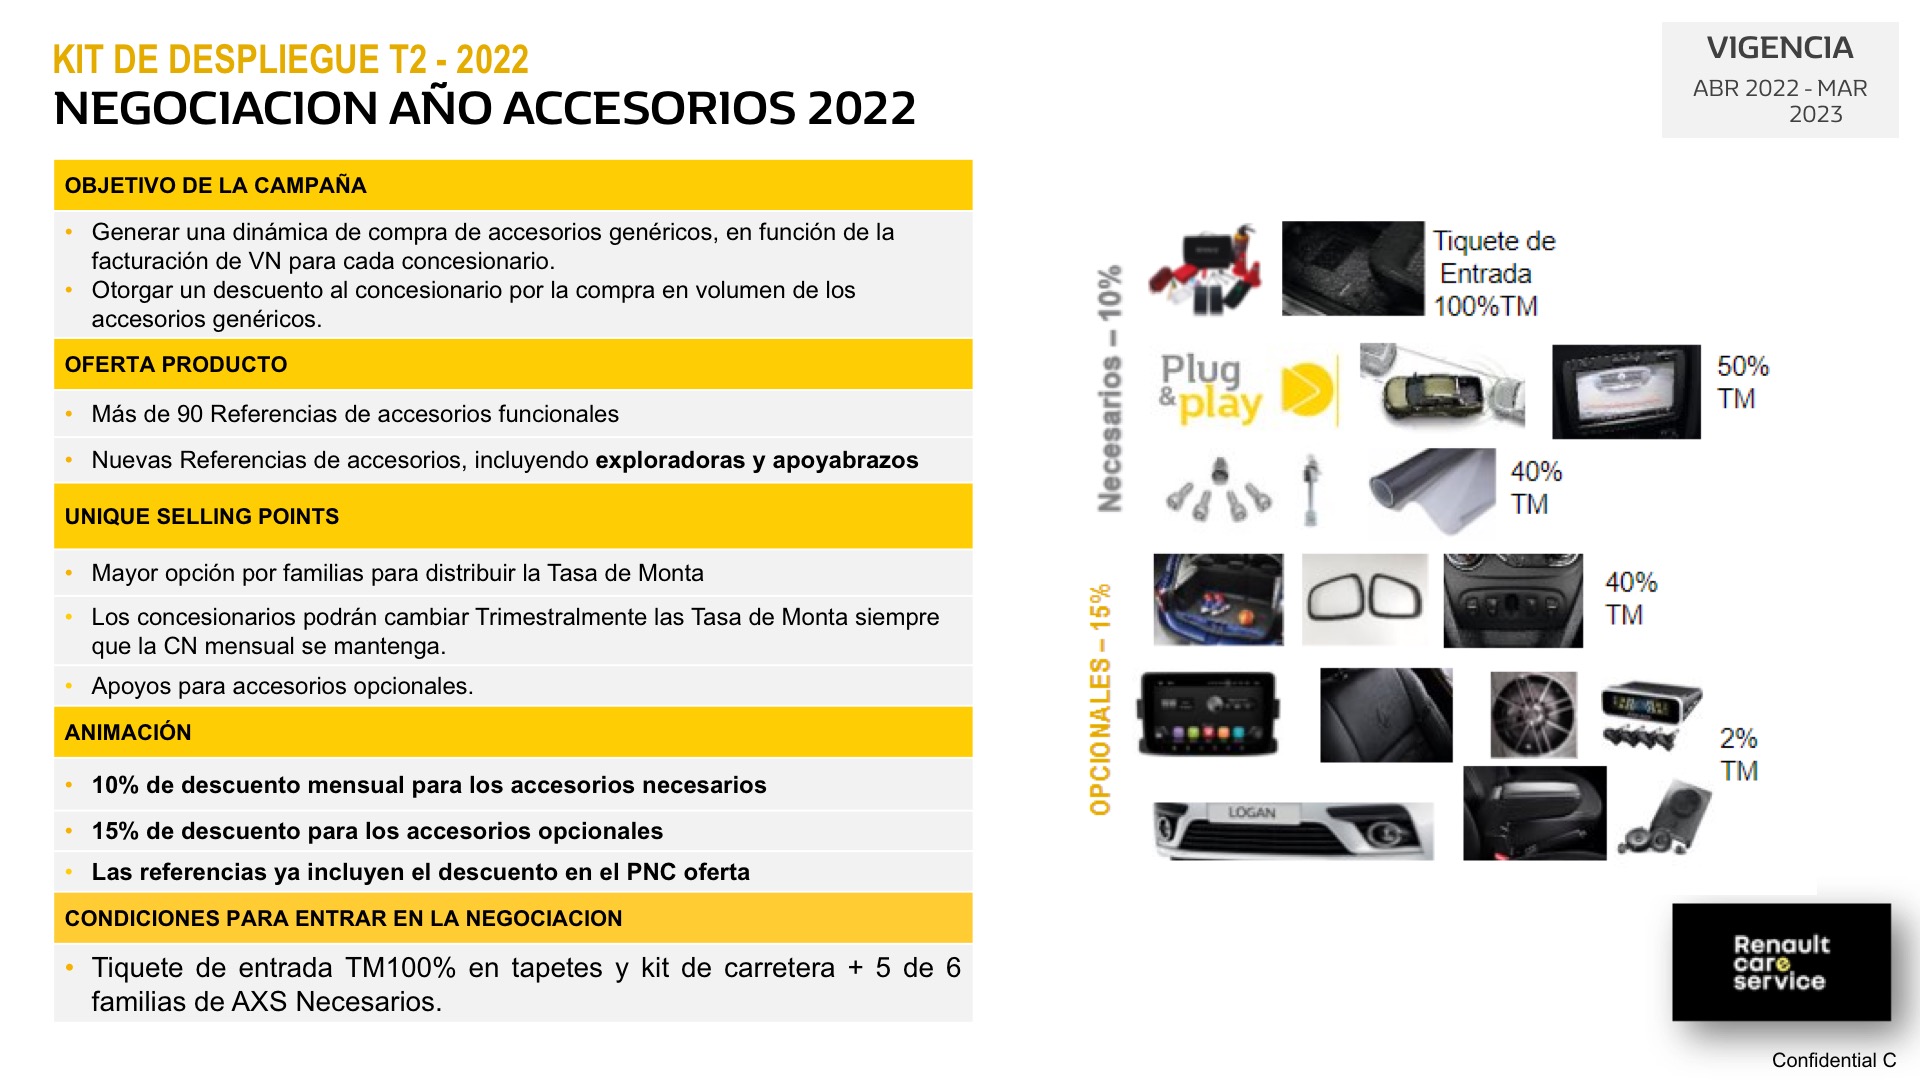 KIT DE DESPLIEGUE T2 - 2022
NEGOCIACION AÑO ACCESORIOS 2022
VIGENCIA
ABR 2022 - MAR
2023
OBJETIVO DE LA CAMPAÑA
• Generar una dinámica de compra de accesorios genéricos, en función de la
facturación de VN para cada concesionario.
• Otorgar un descuento al concesionario por la compra en volumen de los
accesorios genéricos.
OFERTA PRODUCTO
• Más de 90 Referencias de accesorios funcionales
• Nuevas Referencias de accesorios, incluyendo exploradoras y apoyabrazos
UNIQUE SELLING POINTS
• Mayor opción por familias para distribuir la Tasa de Monta
• Los concesionarios podrán cambiar Trimestralmente las Tasa de Monta siempre
que la CN mensual se mantenga.
• Apoyos para accesorios opcionales.
ANIMACIÓN
• 10% de descuento mensual para los accesorios necesarios
• 15% de descuento para los accesorios opcionales
• Las referencias ya incluyen el descuento en el PNC oferta
CONDICIONES PARA ENTRAR EN LA NEGOCIACION
• Tiquete de entrada TM100% en tapetes y kit de carretera + 5 de 6
familias de AXS Necesarios.
Necesarios – 10%
Tiquete de
Entrada
100%TM
Plug
&play
50%
TM
40%
TM
OPCIONALES – 15%
40%
TM
2%
TM
LOGAN
Renault
care
service
Confidential C